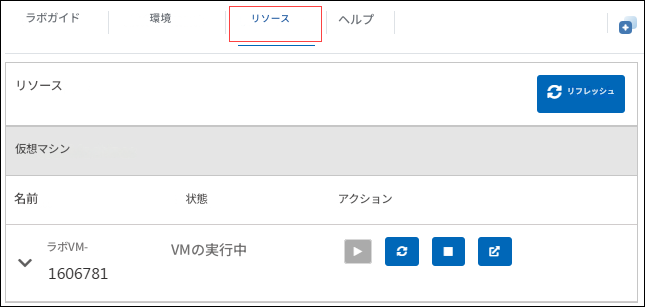 ラボガイド
環境
リソース
ヘルプ
リソース
リフレッシュ
仮想マシン
名前
状態
アクション
ラボVM-
1606781
VMの実行中